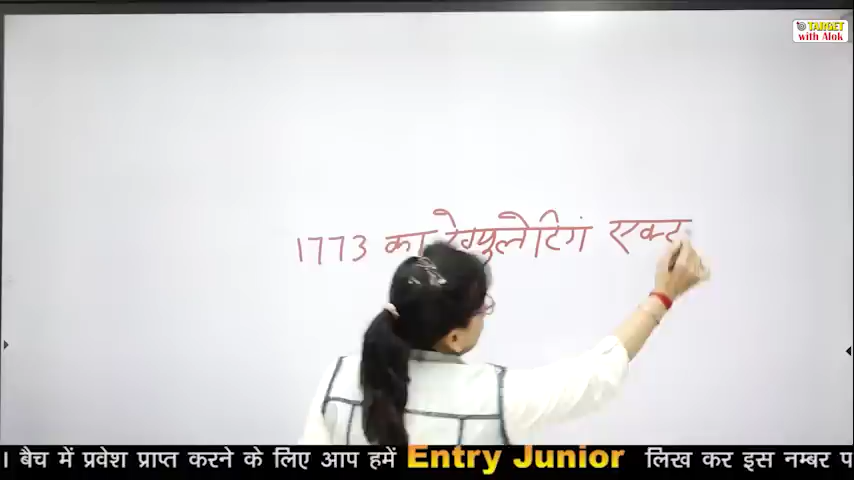 TARGET
with Alok
1773 का रेगुलेटिंग एक्ट
। बैच में प्रवेश प्राप्त करने के लिए आप हमें Entry Junior लिख कर इस नम्बर प